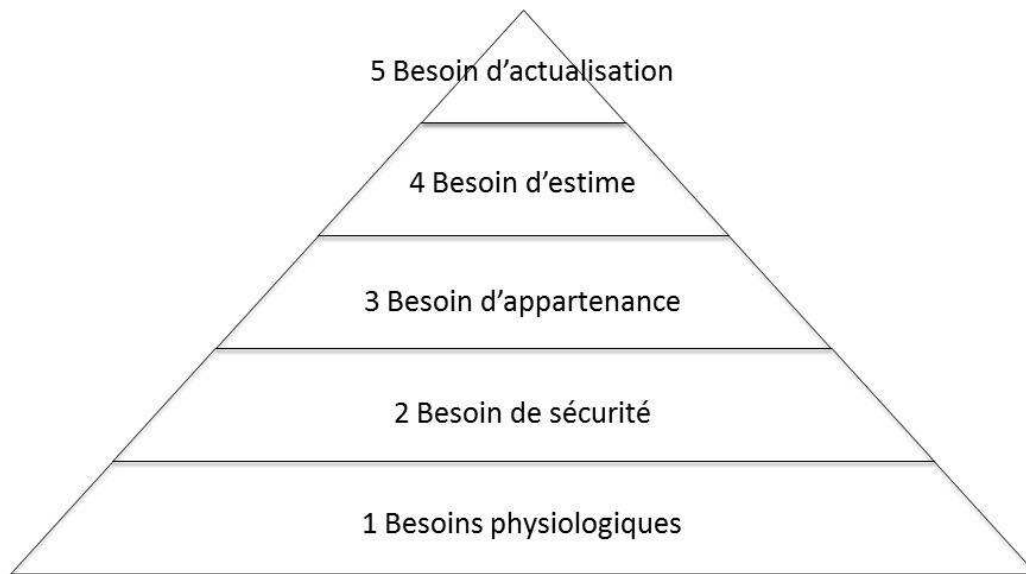 5 Besoin d’actualisation
4 Besoin d’estime
3 Besoin d’appartenance
2 Besoin de sécurité
1 Besoins physiologiques